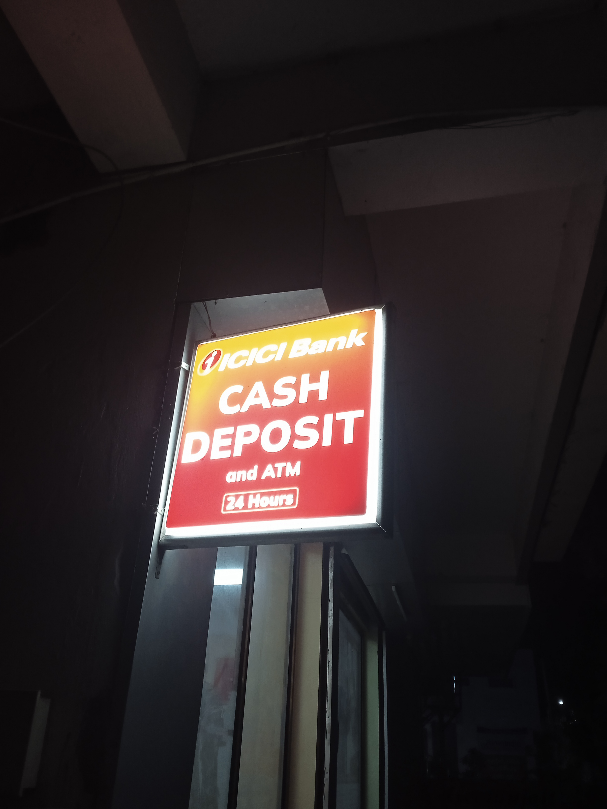 ICICI Bank
CASH
DEPOSIT
and ATM
24 Hours